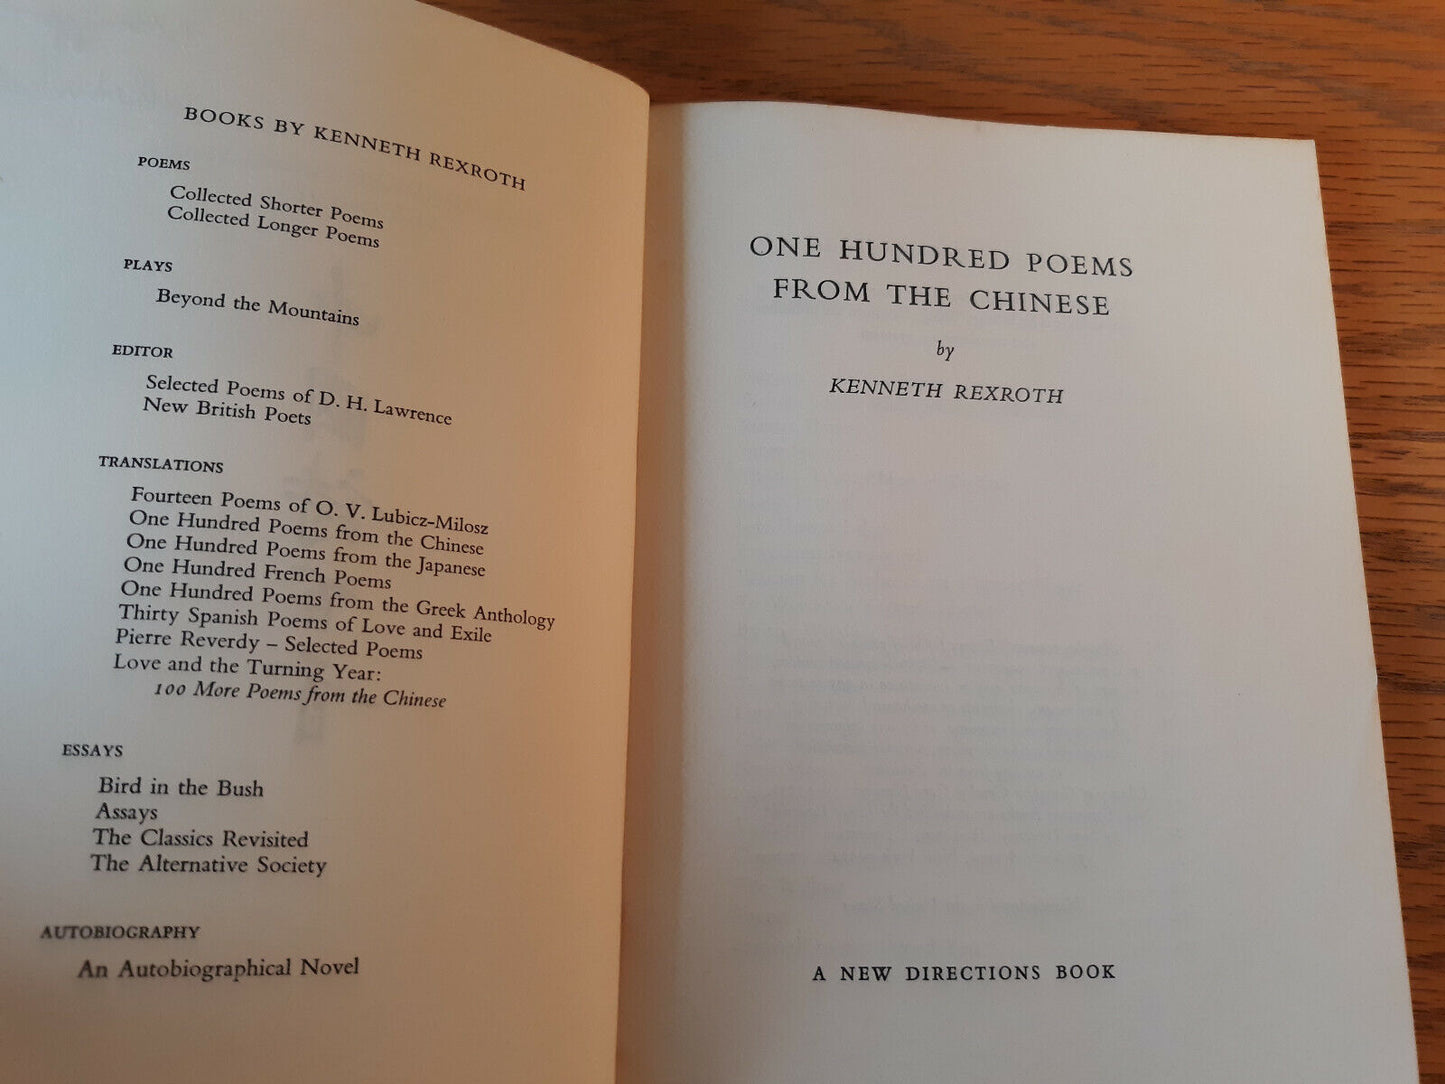 BOOKS BY KENNETH REXROTH
POEMS
Collected Shorter Poems
Collected Longer Poems
PLAYS
Beyond the Mountains
EDITOR
Selected Poems of D. H. Lawrence
New British Poets
TRANSLATIONS
Fourteen Poems of O. V. Lubicz-Milosz
One Hundred Poems from the Chinese
One Hundred Poems from the Japanese
One Hundred French Poems
One Hundred Poems from the Greek Anthology
Thirty Spanish Poems of Love and Exile
Pierre Reverdy – Selected Poems
Love and the Turning Year:
100 More Poems from the Chinese
ESSAYS
Bird in the Bush
Assays
The Classics Revisited
The Alternative Society
AUTOBIOGRAPHY
An Autobiographical Novel
ONE HUNDRED POEMS
FROM THE CHINESE
by
KENNETH REXROTH
A NEW DIRECTIONS BOOK